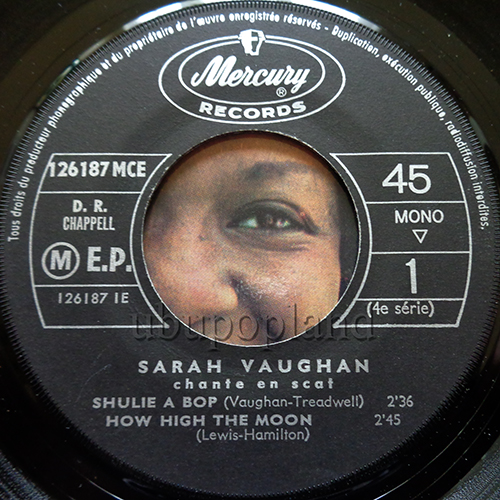 Tous droits du producteur phonographique et du propriétaire de l'œuvre enregistrée réservés - Duplication, exécution publique, radiodiffusion interdites.
Mercury
®
RECORDS
126187 MCE
D. R.
CHAPPELL
M E.P.
126187 1E
45
MONO
▽
1
(4e série)
ubupopland
SARAH VAUGHAN
chante en scat
SHULIE A BOP (Vaughan-Treadwell) 2'36
HOW HIGH THE MOON 2'45
(Lewis-Hamilton)